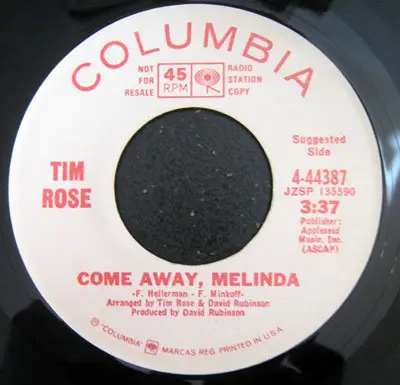 COLUMBIA
NOT FOR RESALE
45 RPM
RADIO STATION COPY
Suggested Side
TIM ROSE
4-44387
JZSP 135590
3:37
Publisher:
Appleseed
Music, Inc.
(ASCAP)
COME AWAY, MELINDA
-F. Hellerman - F. Minkoff-
Arranged by Tim Rose & David Rubinson
Produced by David Rubinson
℗ "COLUMBIA" MARCAS REG. PRINTED IN U.S.A.